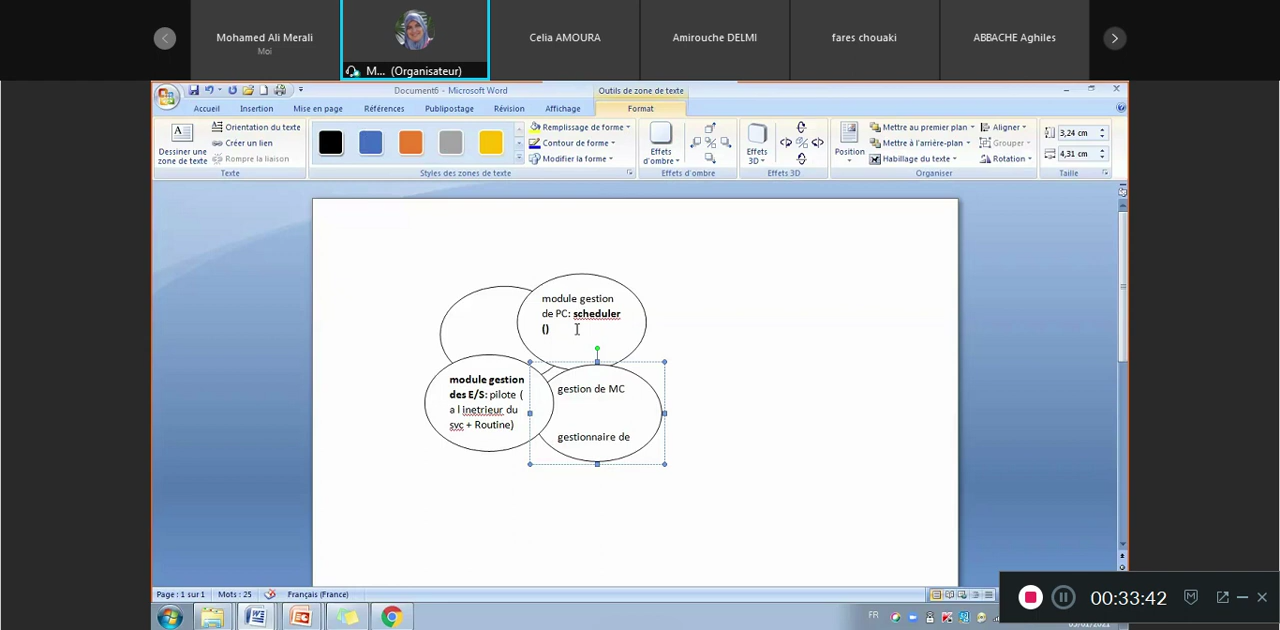 Mohamed Ali Merali
Moi
M... (Organisateur)
Celia AMOURA
Amirouche DELMI
fares chouaki
ABBACHE Aghiles
Document6 - Microsoft Word
Outils de zone de texte
Accueil
Insertion
Mise en page
Références
Publipostage
Révision
Affichage
Format
Dessiner une
zone de texte
Orientation du texte
Créer un lien
Rompre la liaison
Texte
Remplissage de forme
Contour de forme
Modifier la forme
Styles des zones de texte
Effets
d'ombre
Effets d'ombre
Effets
3D
Effets 3D
Position
Mettre au premier plan
Mettre à l'arrière-plan
Habillage du texte
Aligner
Grouper
Rotation
Organiser
3,24 cm
4,31 cm
Taille
module gestion
de PC: scheduler
()
module gestion
des E/S: pilote (
a l inetrieur du
svc + Routine)
gestion de MC
gestionnaire de
Page : 1 sur 1
Mots : 25
Français (France)
FR
00:33:42